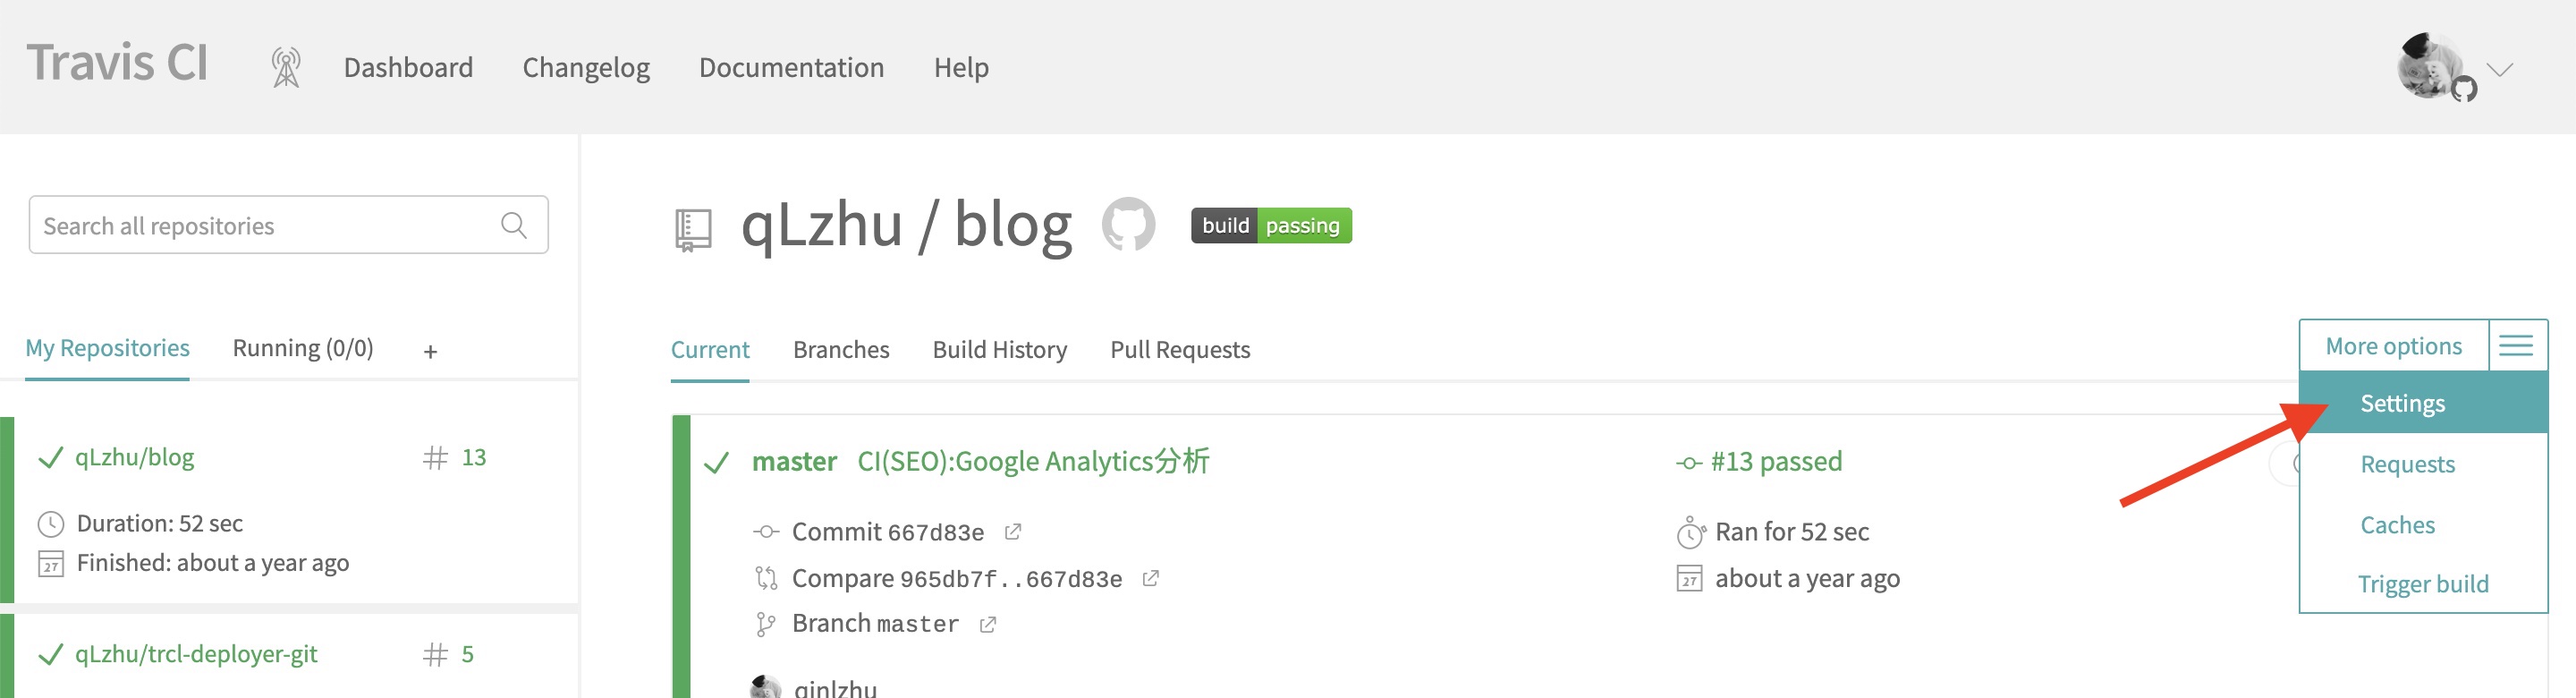 Travis CI
Dashboard
Changelog
Documentation
Help
Search all repositories
My Repositories
Running (0/0)
+
qLzhu/blog
# 13
Duration: 52 sec
27
Finished: about a year ago
qLzhu/trcl-deployer-git
# 5
qLzhu / blog
build passing
Current
Branches
Build History
Pull Requests
More options
Settings
Requests
Caches
Trigger build
master CI(SEO):Google Analytics分析
Commit 667d83e
Compare 965db7f..667d83e
Branch master
qinlzhu
#13 passed
Ran for 52 sec
27
about a year ago